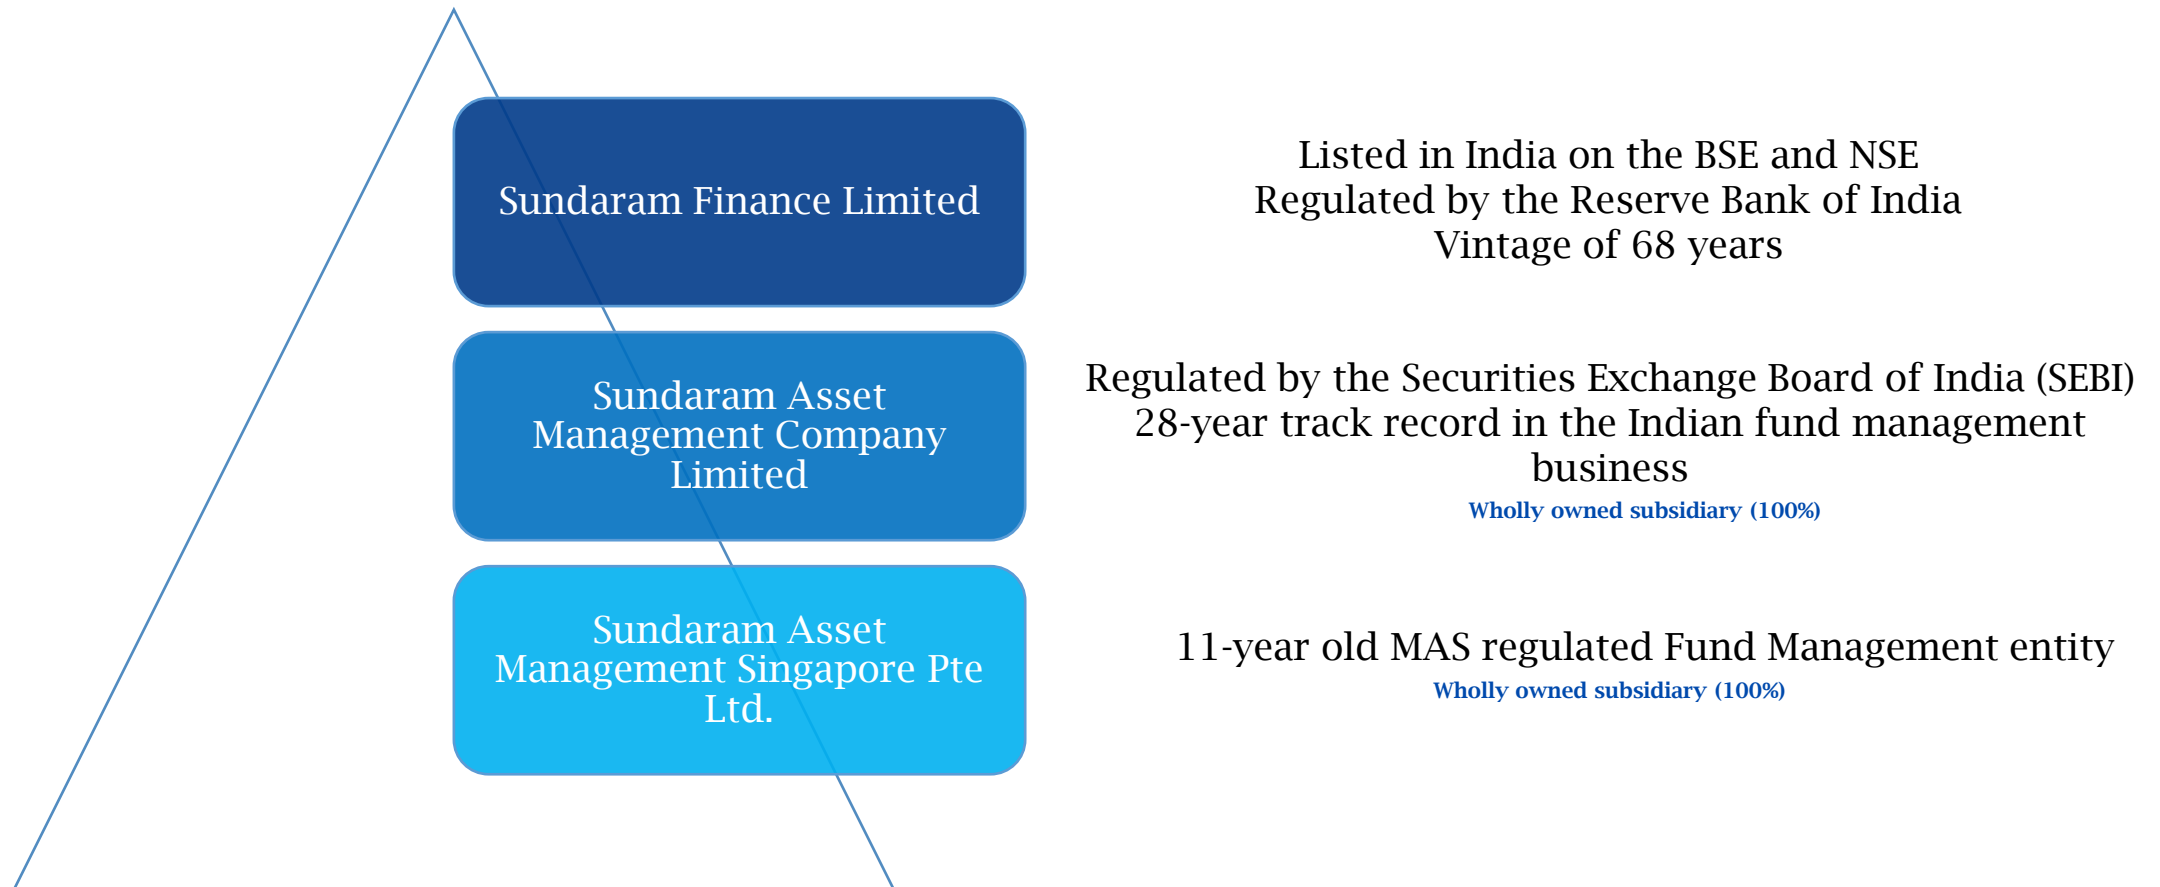 Sundaram Finance Limited
Listed in India on the BSE and NSE
Regulated by the Reserve Bank of India
Vintage of 68 years
Sundaram Asset
Management Company
Limited
Regulated by the Securities Exchange Board of India (SEBI)
28-year track record in the Indian fund management
business
Wholly owned subsidiary (100%)
Sundaram Asset
Management Singapore Pte
Ltd.
11-year old MAS regulated Fund Management entity
Wholly owned subsidiary (100%)